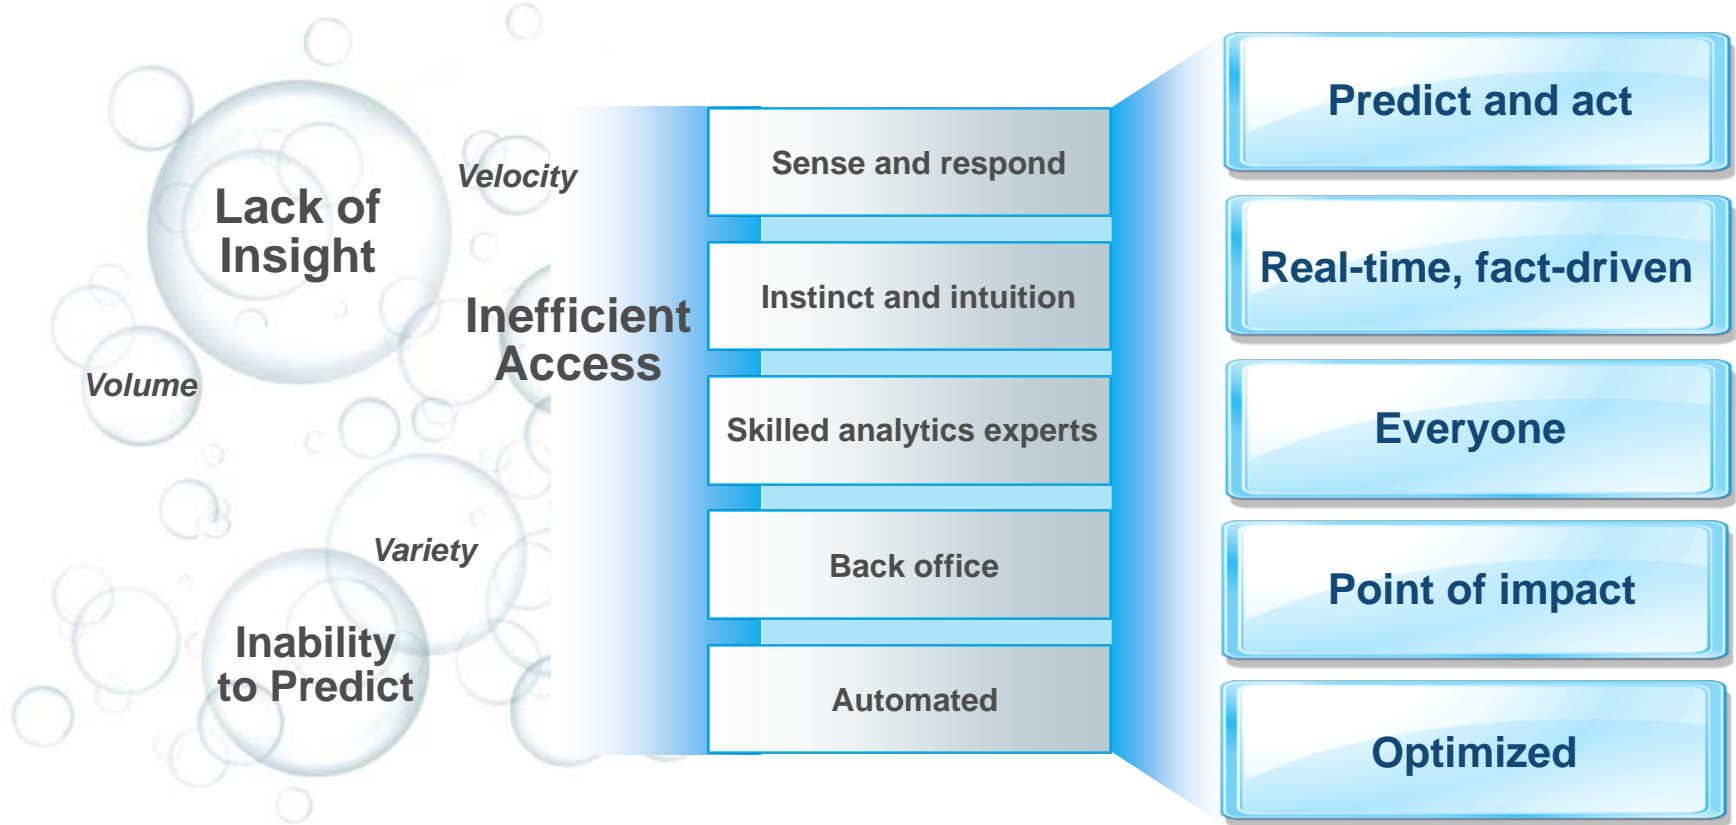 Lack of
Insight
Velocity
Inefficient
Access
Volume
Variety
Inability
to Predict
Sense and respond
Instinct and intuition
Skilled analytics experts
Back office
Automated
Predict and act
Real-time, fact-driven
Everyone
Point of impact
Optimized